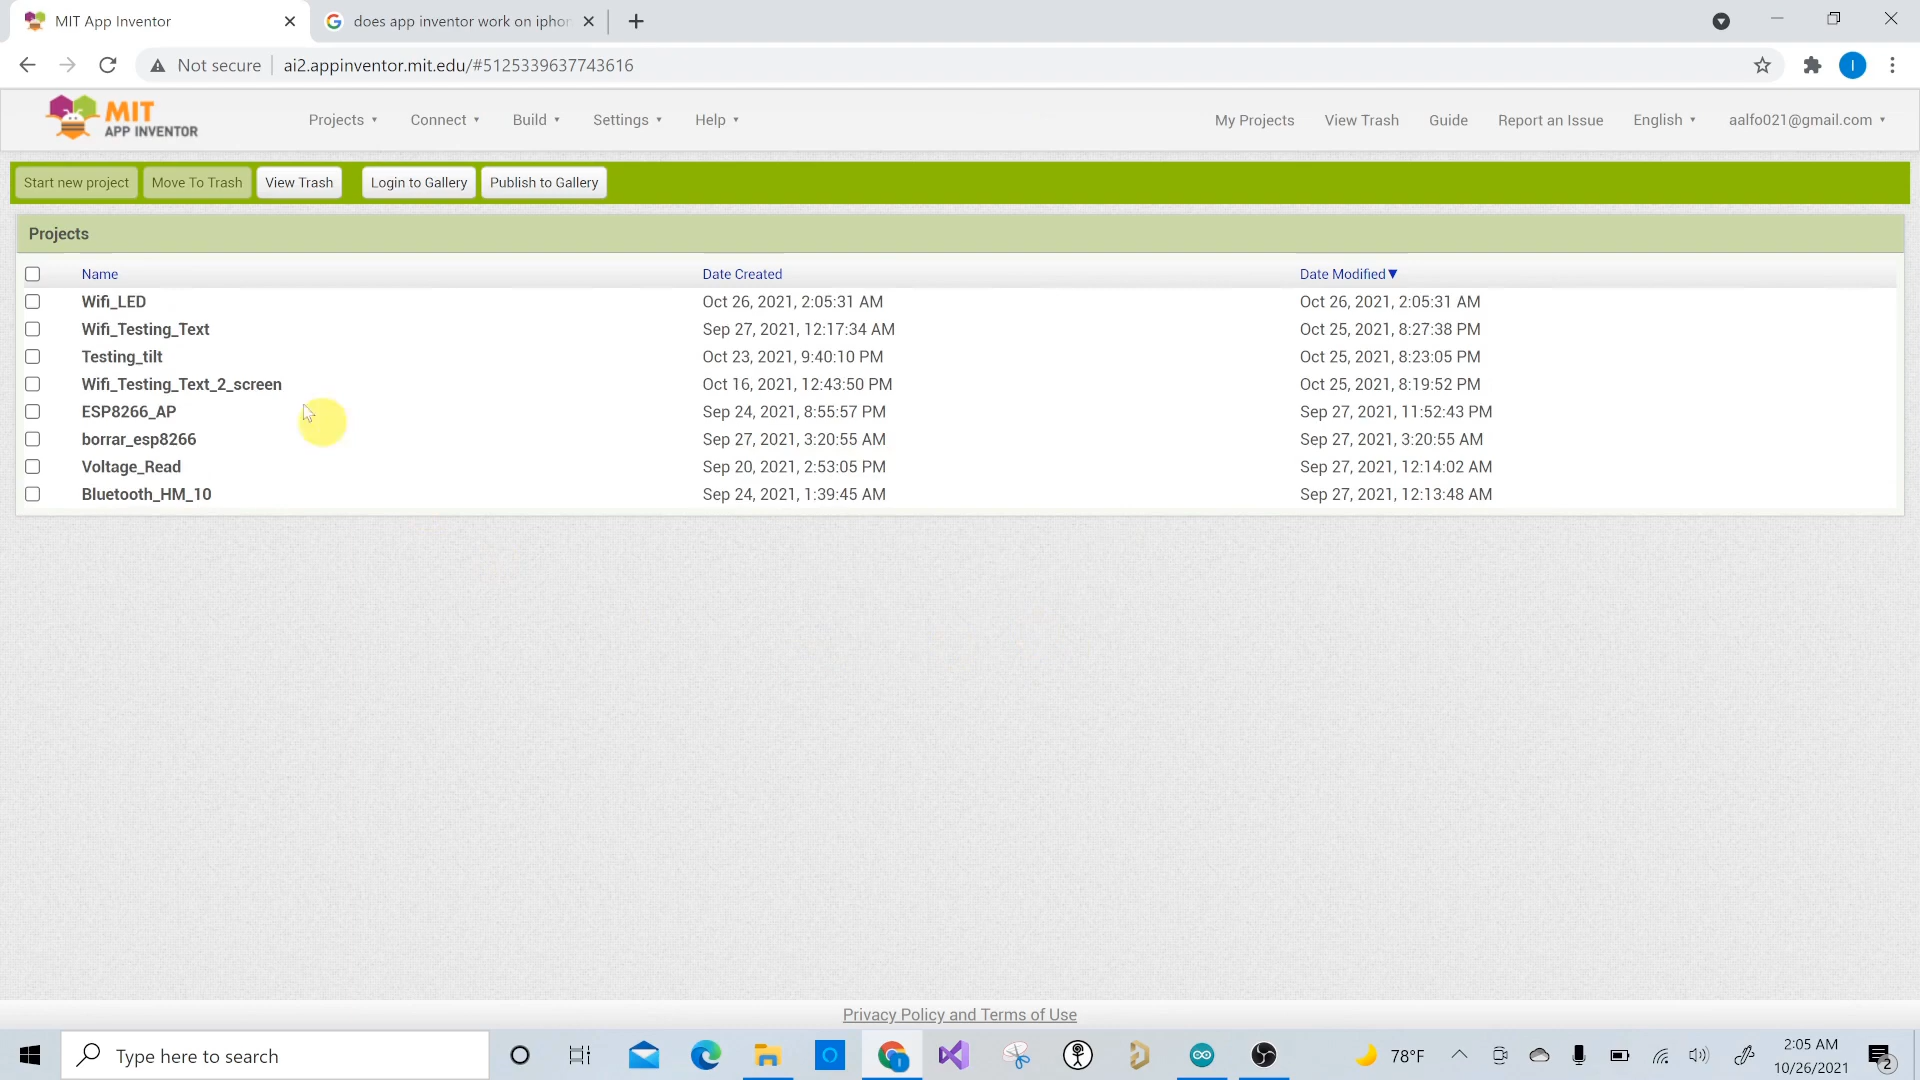 MIT App Inventor
does app inventor work on iphon
Not secure
ai2.appinventor.mit.edu/#5125339637743616
I
MIT
APP INVENTOR
Projects
Connect
Build
Settings
Help
My Projects
View Trash
Guide
Report an Issue
English
aalfo021@gmail.com
Start new project
Move To Trash
View Trash
Login to Gallery
Publish to Gallery
Projects
Name Date Created Date Modified
Wifi_LED Oct 26, 2021, 2:05:31 AM Oct 26, 2021, 2:05:31 AM
Wifi_Testing_Text Sep 27, 2021, 12:17:34 AM Oct 25, 2021, 8:27:38 PM
Testing_tilt Oct 23, 2021, 9:40:10 PM Oct 25, 2021, 8:23:05 PM
Wifi_Testing_Text_2_screen Oct 16, 2021, 12:43:50 PM Oct 25, 2021, 8:19:52 PM
ESP8266_AP Sep 24, 2021, 8:55:57 PM Sep 27, 2021, 11:52:43 PM
borrar_esp8266 Sep 27, 2021, 3:20:55 AM Sep 27, 2021, 3:20:55 AM
Voltage_Read Sep 20, 2021, 2:53:05 PM Sep 27, 2021, 12:14:02 AM
Bluetooth_HM_10 Sep 24, 2021, 1:39:45 AM Sep 27, 2021, 12:13:48 AM
Privacy Policy and Terms of Use
Type here to search
78°F
2:05 AM
10/26/2021
2